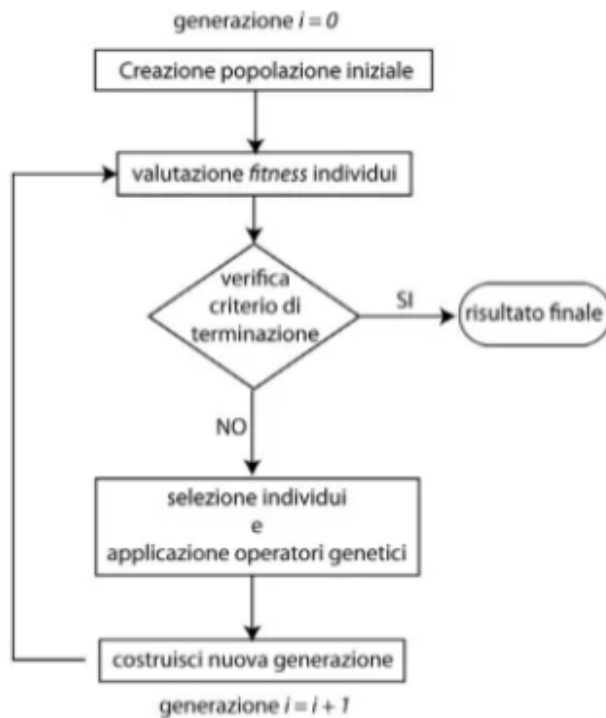 generazione i = 0
Creazione popolazione iniziale
valutazione fitness individui
verifica
criterio di
terminazione
SI
risultato finale
NO
selezione individui
e
applicazione operatori genetici
costruisci nuova generazione
generazione i = i + 1